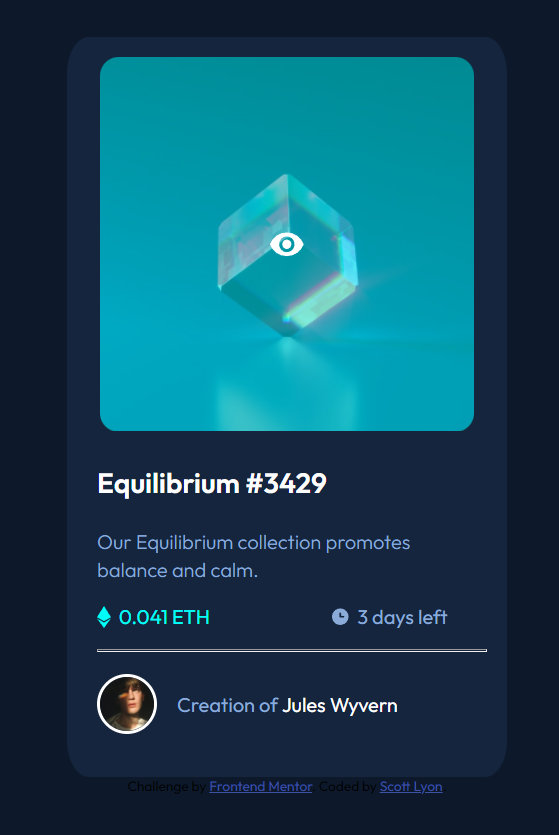 Equilibrium #3429
Our Equilibrium collection promotes
balance and calm.
0.041 ETH
3 days left
Creation of Jules Wyvern
Challenge by Frontend Mentor. Coded by Scott Lyon